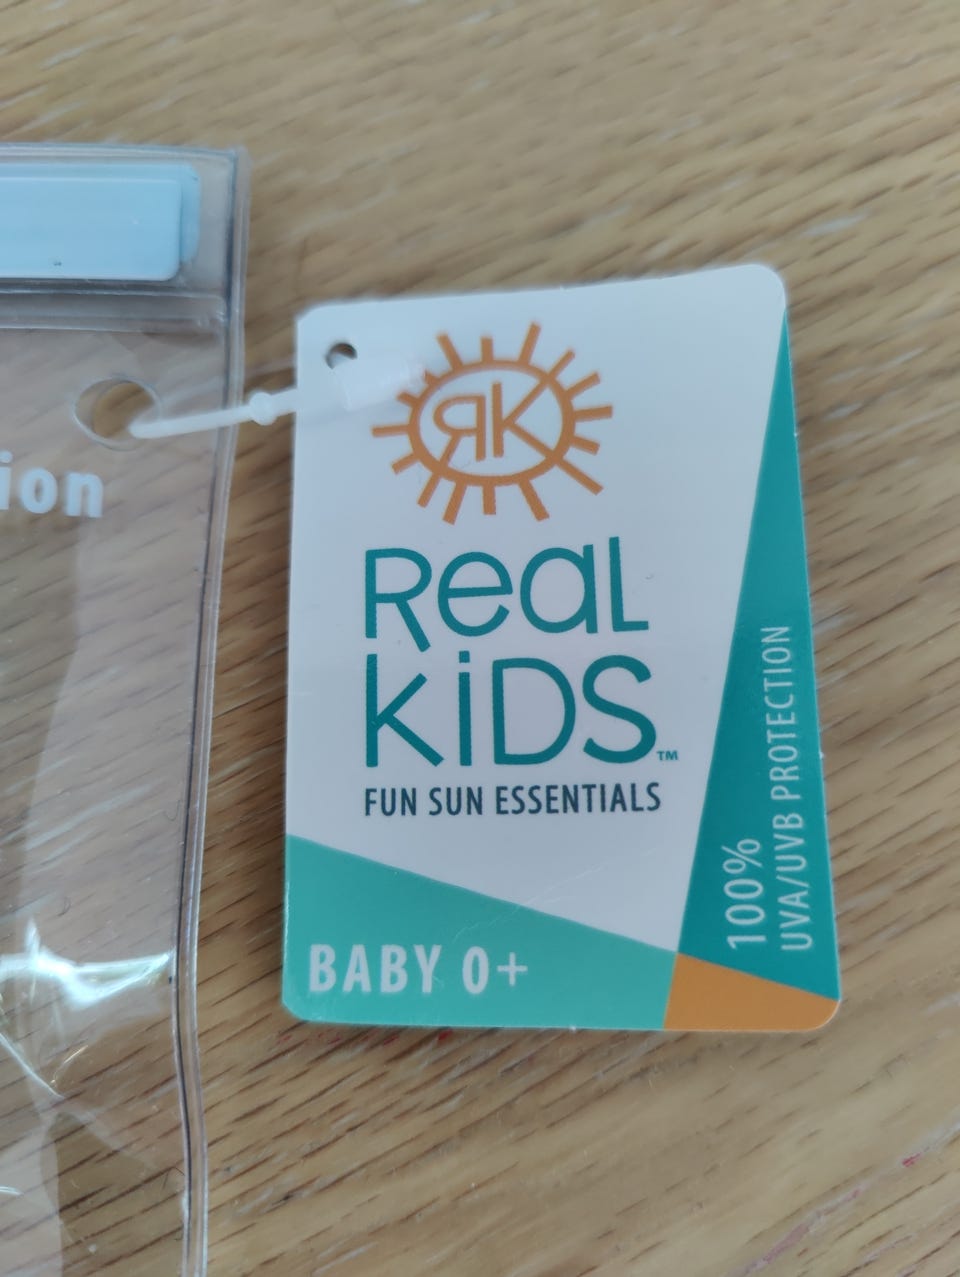 ion
RK
Real
KiDS™
FUN SUN ESSENTIALS
BABY 0+
100%
UVA/UVB PROTECTION